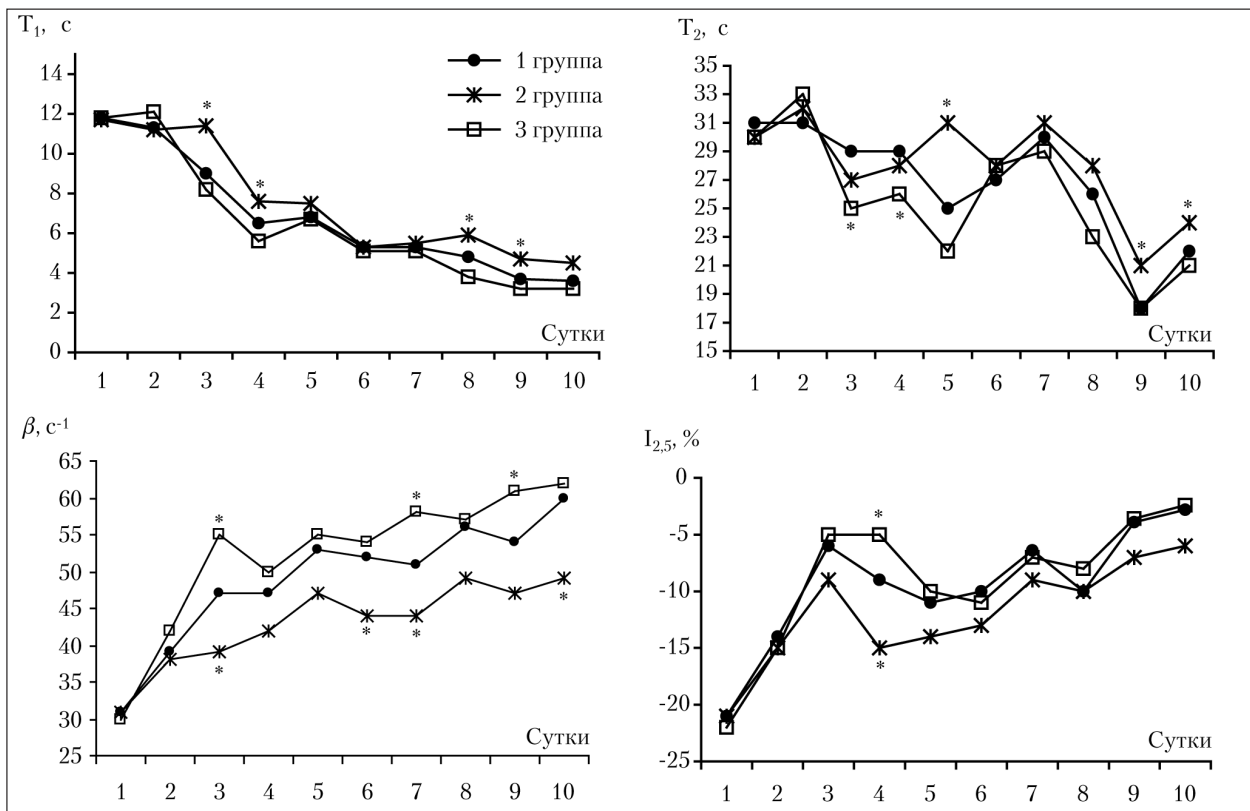 T₁, с
14
12
10
8
6
4
2
0
1 2 3 4 5 6 7 8 9 10
Сутки
* * * *
1 группа
2 группа
3 группа
T₂, с
35
33
31
29
27
25
23
21
19
17
15
1 2 3 4 5 6 7 8 9 10
Сутки
* * * * *
β, с⁻¹
65
60
55
50
45
40
35
30
25
1 2 3 4 5 6 7 8 9 10
Сутки
* * *
* * * *
I₂,₅, %
0
-5
-10
-15
-20
-25
1 2 3 4 5 6 7 8 9 10
Сутки
*
*